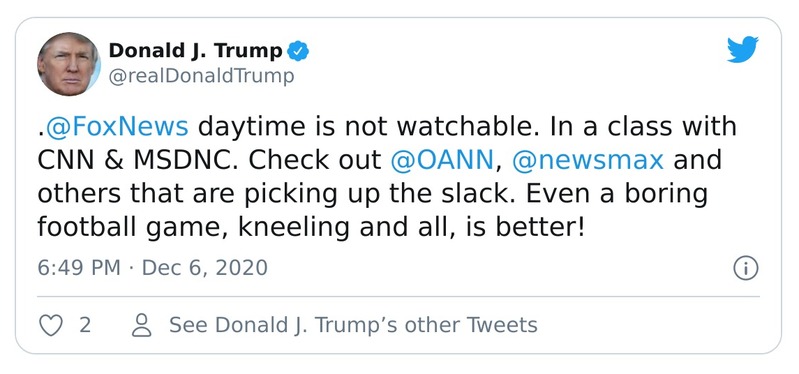 Donald J. Trump
@realDonaldTrump
.@FoxNews daytime is not watchable. In a class with
CNN & MSDNC. Check out @OANN, @newsmax and
others that are picking up the slack. Even a boring
football game, kneeling and all, is better!
6:49 PM · Dec 6, 2020
2 See Donald J. Trump’s other Tweets